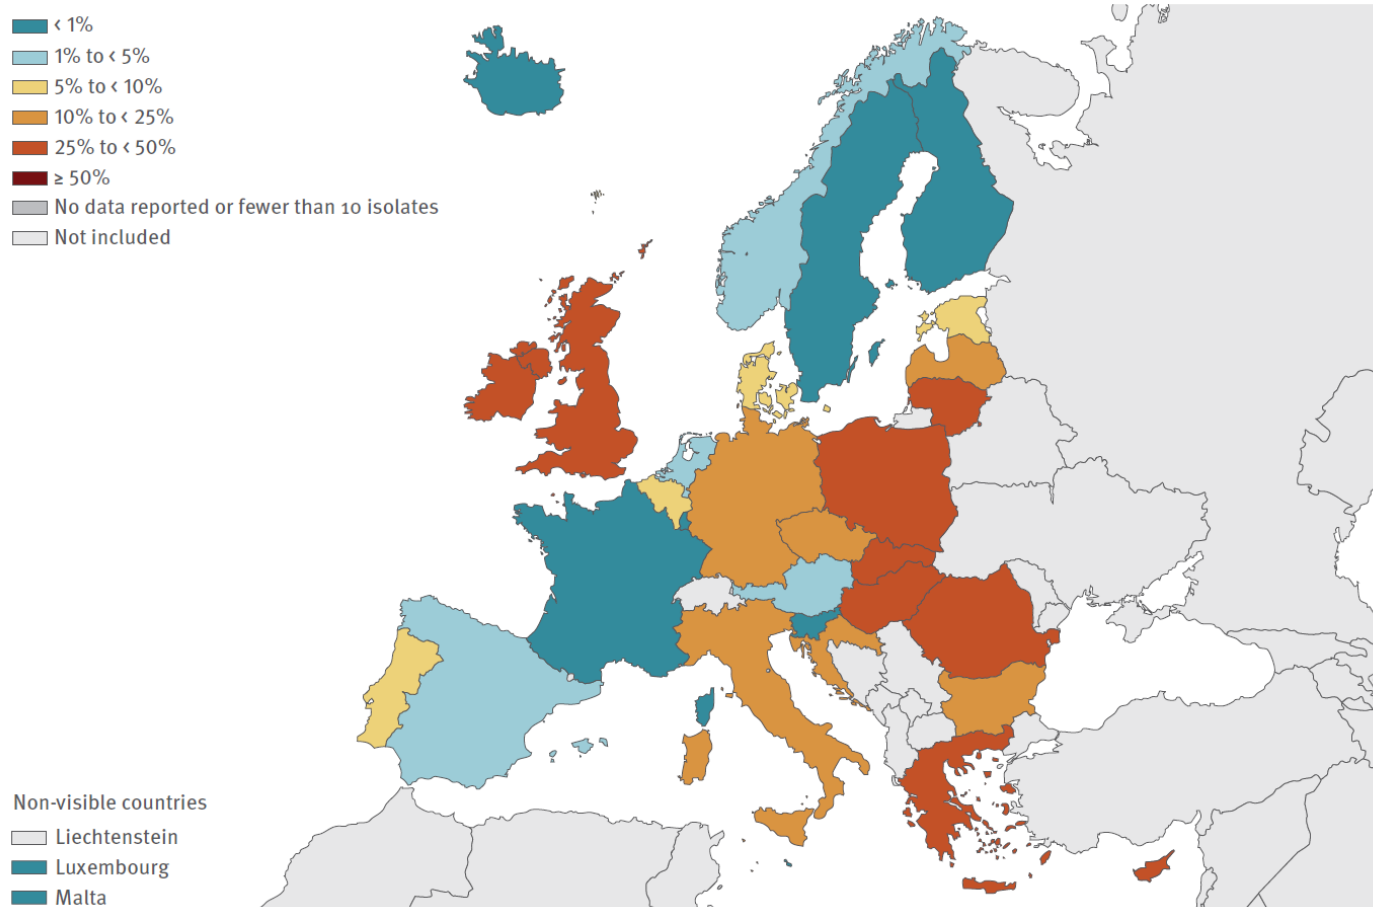 < 1%
1% to < 5%
5% to < 10%
10% to < 25%
25% to < 50%
≥ 50%
No data reported or fewer than 10 isolates
Not included
Non-visible countries
Liechtenstein
Luxembourg
Malta